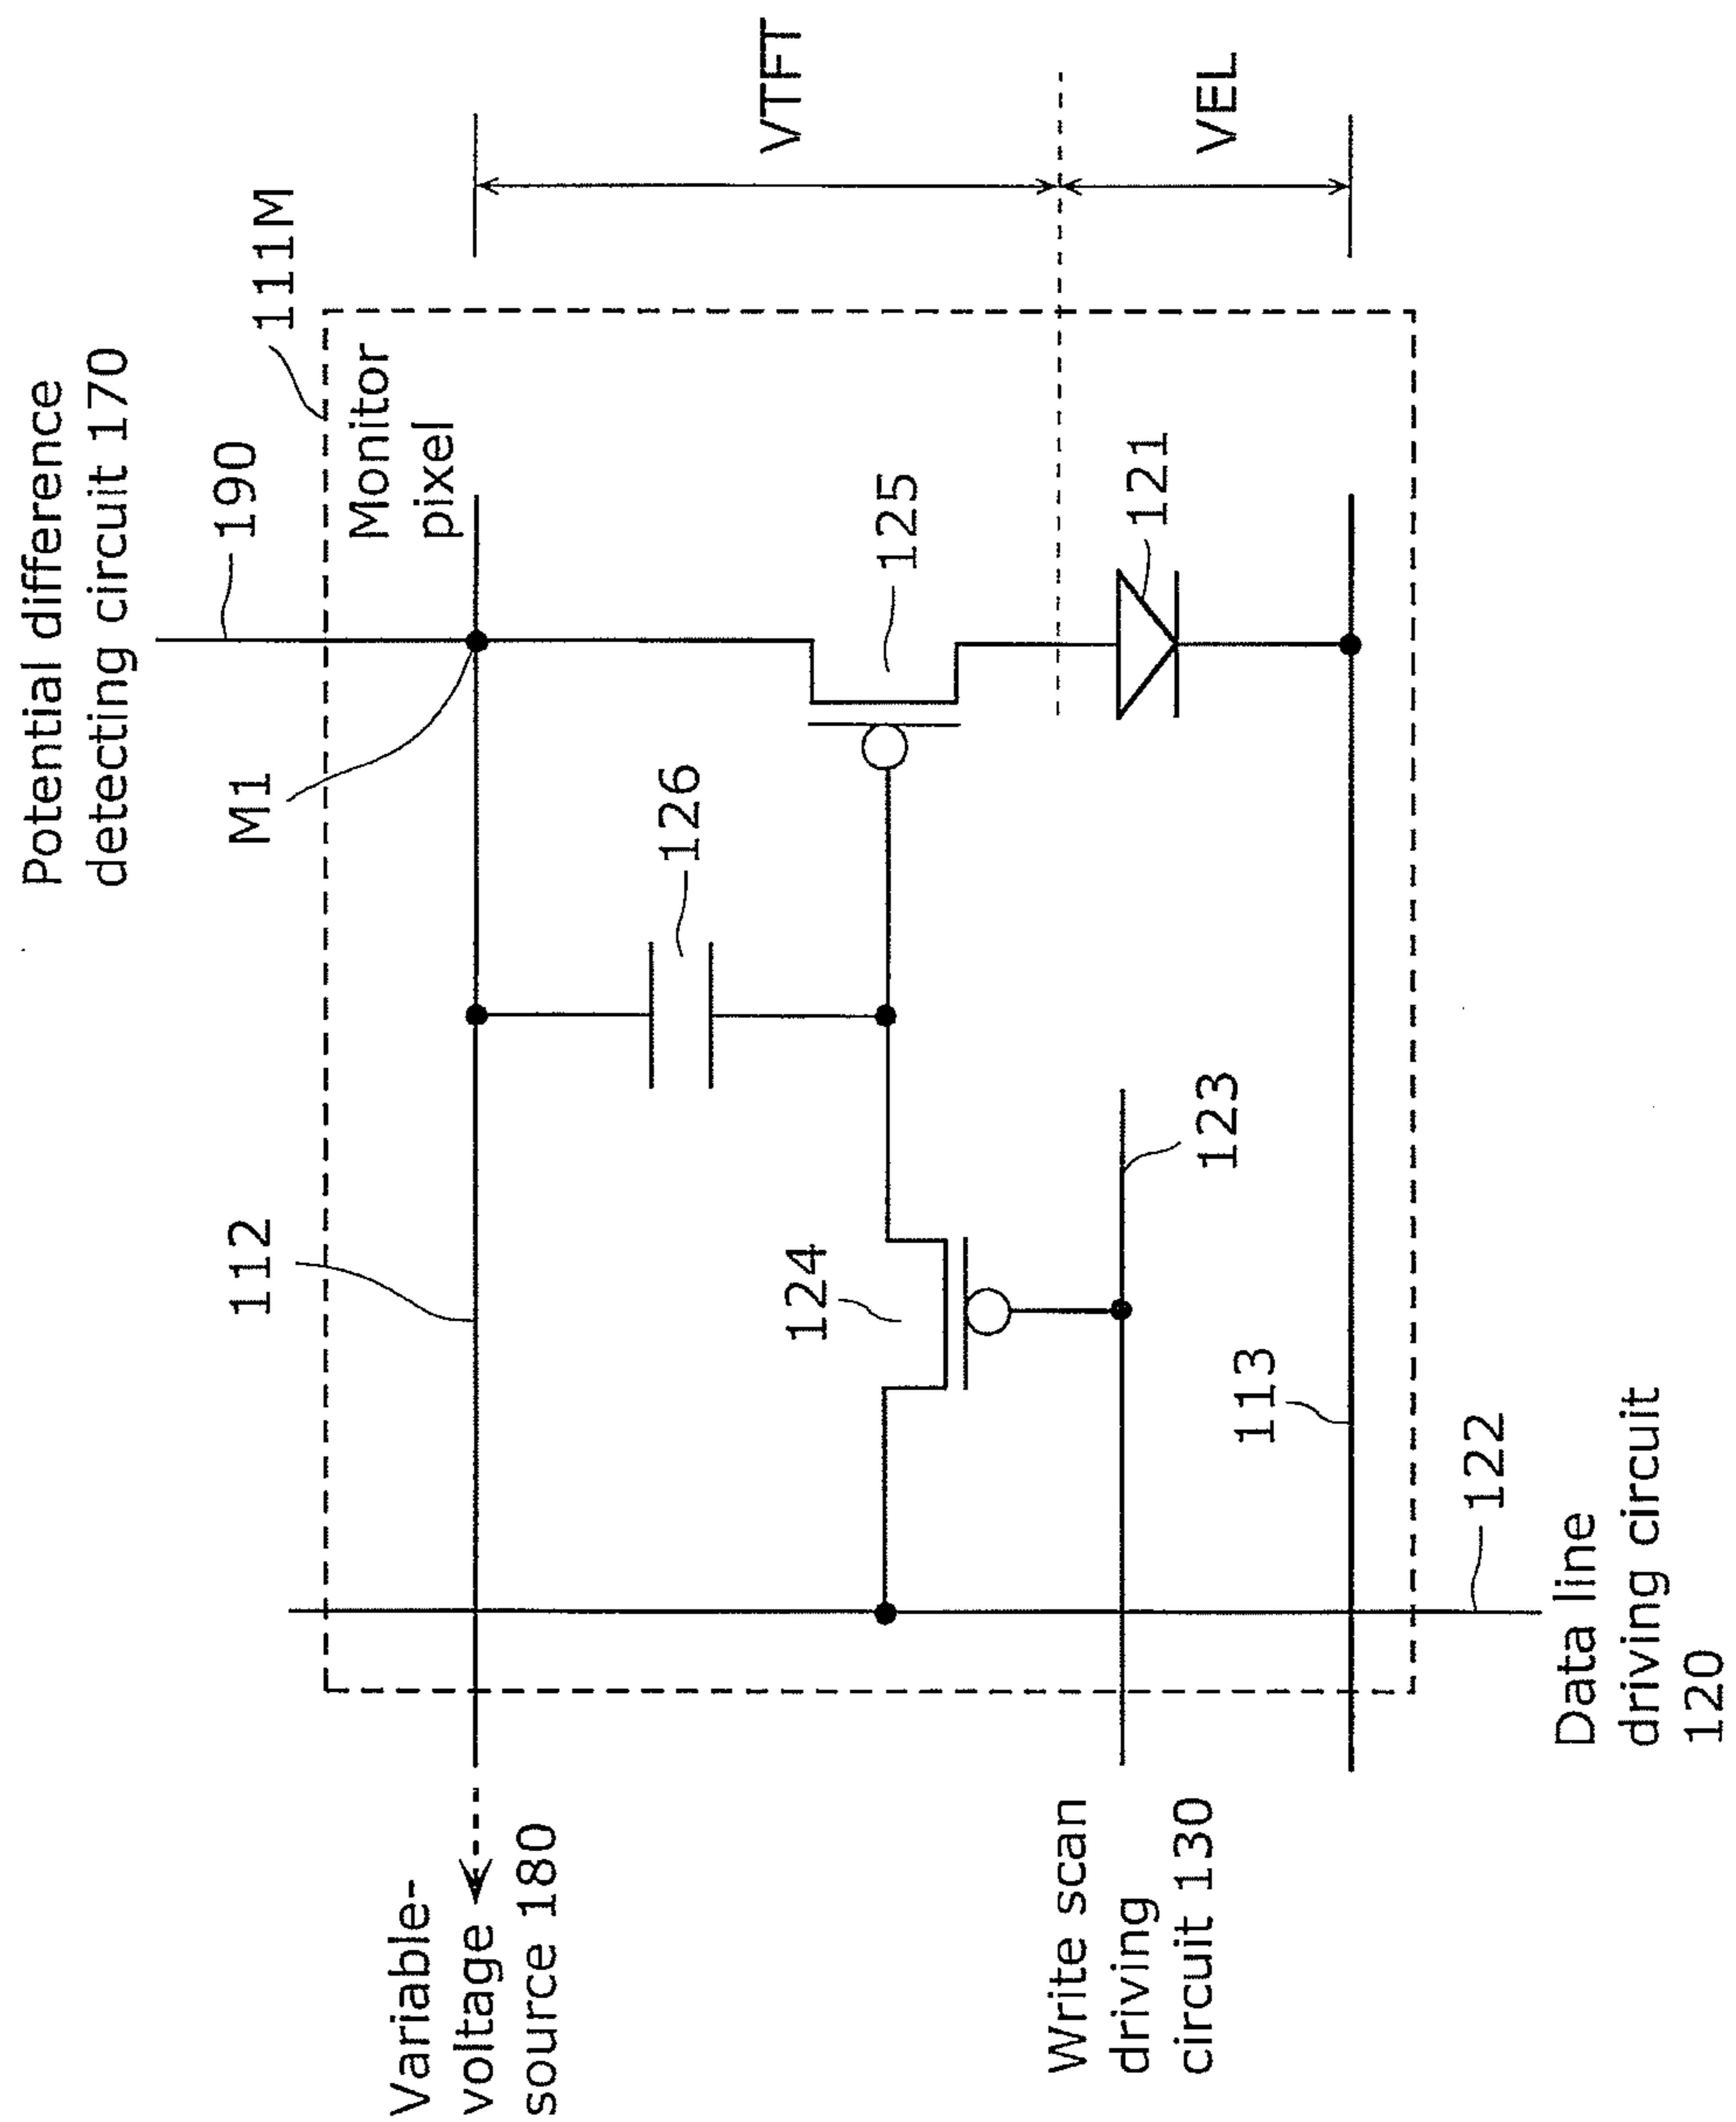 Potential difference
detecting circuit 170
190
111M
M1
112
Monitor
pixel
VTFT
VEL
126
125
124
121
123
113
122
Variable-
voltage
source 180
Write scan
driving
circuit 130
Data line
driving circuit
120